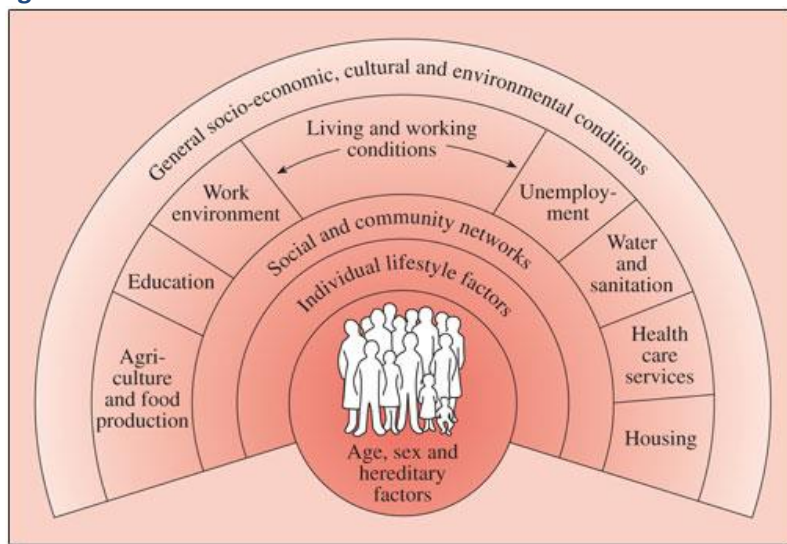 General socio-economic, cultural and environmental conditions
Living and working
conditions
Work
environment
Unemploy-
ment
Education
Water
and
sanitation
Agri-
culture
and food
production
Health
care
services
Housing
Social and community networks
Individual lifestyle factors
Age, sex and
hereditary
factors